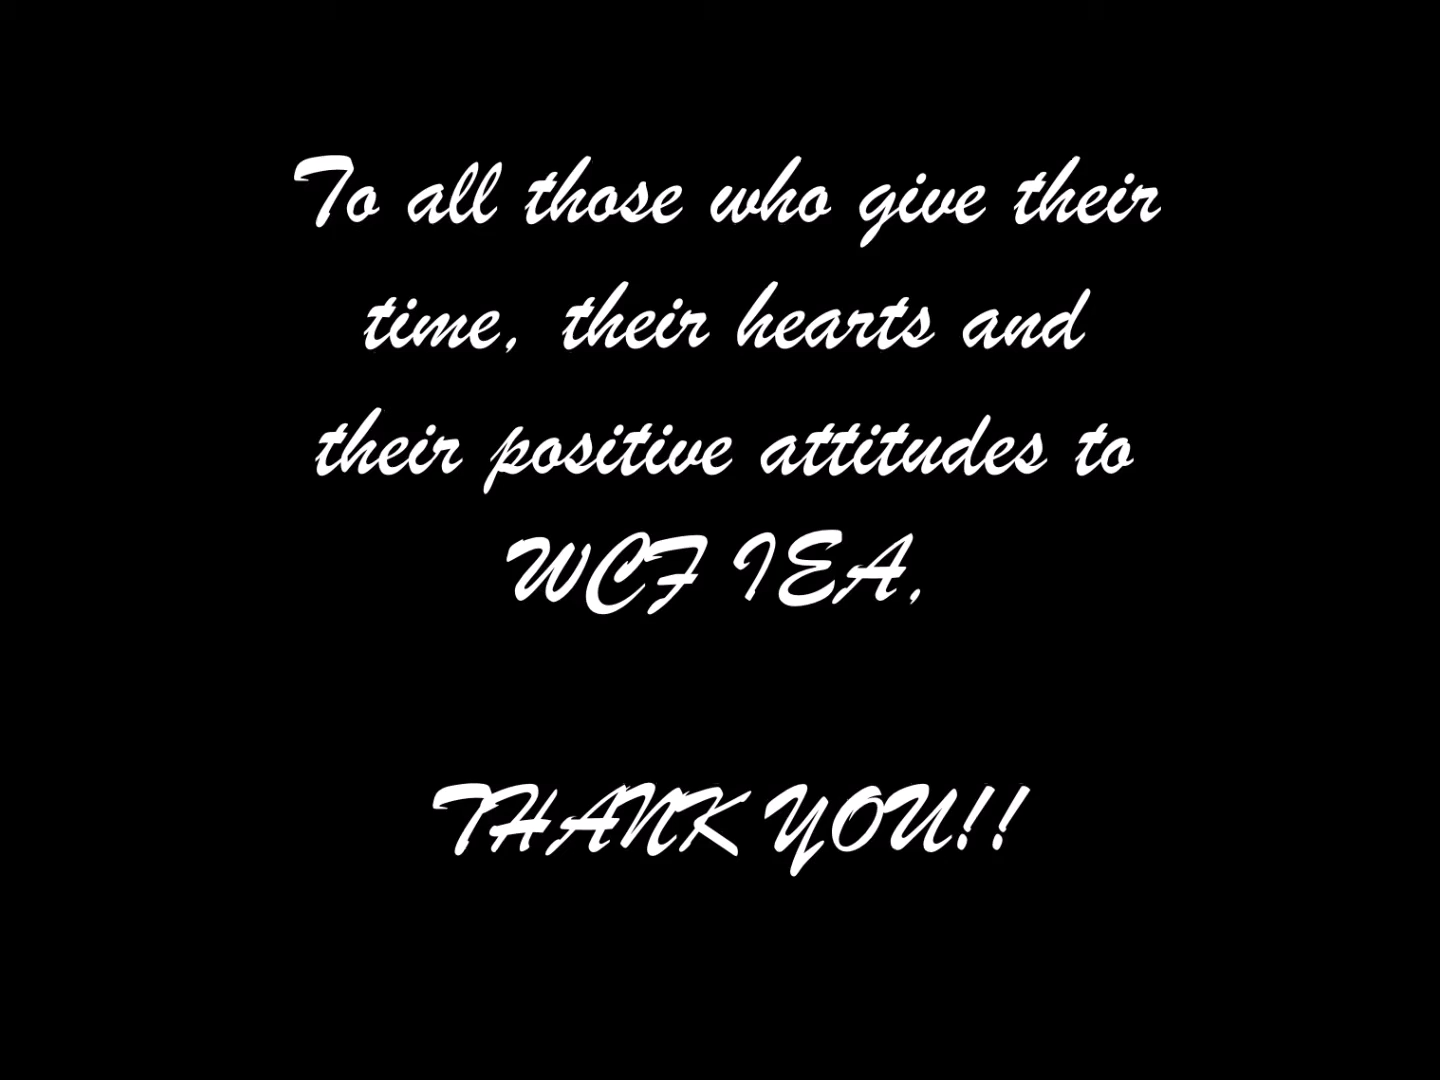 To all those who give their
time, their hearts and
their positive attitudes to
WCF IEA,
THANK YOU!!